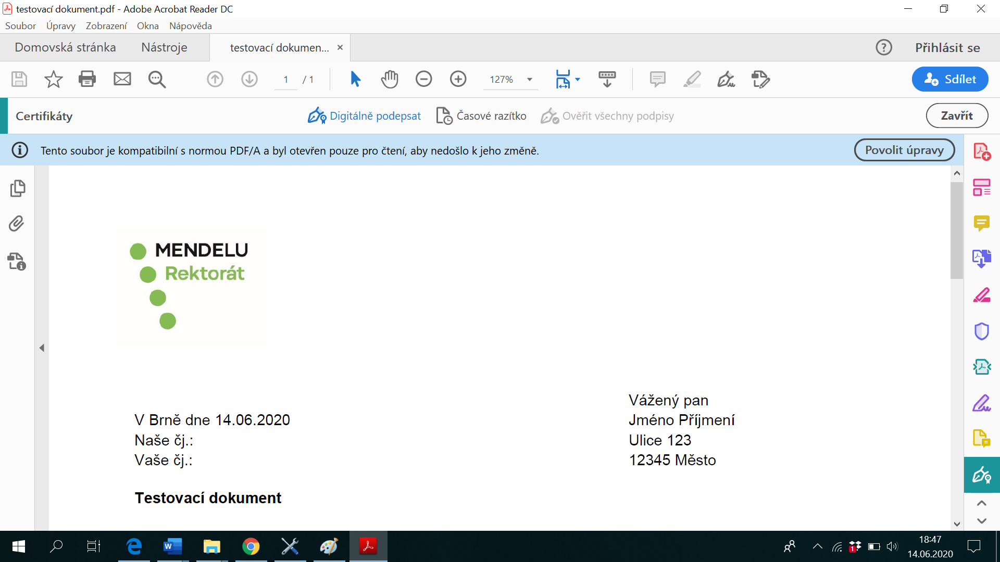 testovací dokument.pdf - Adobe Acrobat Reader DC
Soubor Úpravy Zobrazení Okna Nápověda
Domovská stránka Nástroje testovací dokumen... × ? Přihlásit se
1 / 1 127% Sdílet
Certifikáty Digitálně podepsat Časové razítko Ověřit všechny podpisy Zavřít
Tento soubor je kompatibilní s normou PDF/A a byl otevřen pouze pro čtení, aby nedošlo k jeho změně. Povolit úpravy
MENDELU
Rektorát
Vážený pan
V Brně dne 14.06.2020 Jméno Příjmení
Naše čj.: Ulice 123
Vaše čj.: 12345 Město
Testovací dokument
18:47
14.06.2020